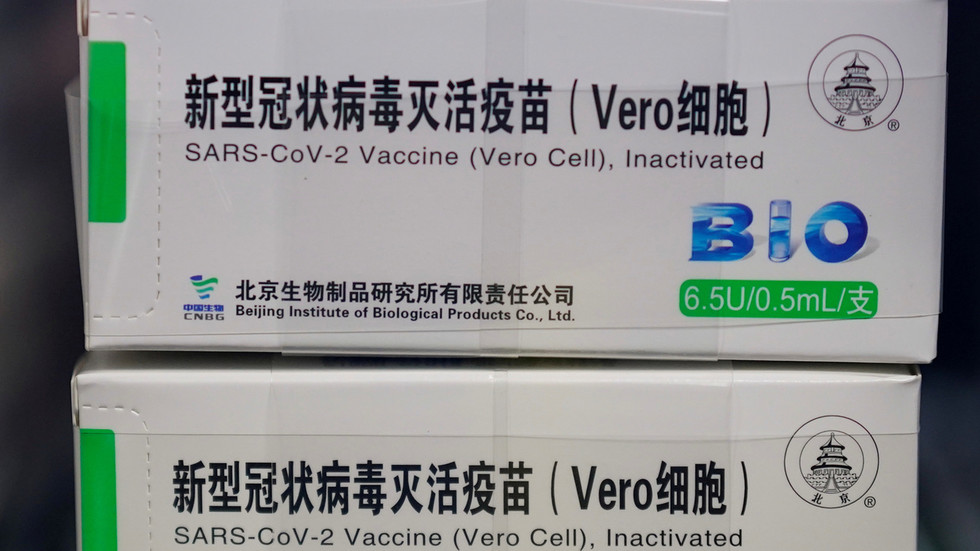 新型冠状病毒灭活疫苗（Vero细胞）
SARS-CoV-2 Vaccine (Vero Cell), Inactivated
北京
®
BIO
6.5U/0.5mL/支
中国生物
CNBG
北京生物制品研究所有限责任公司
Beijing Institute of Biological Products Co., Ltd.
新型冠状病毒灭活疫苗（Vero细胞）
SARS-CoV-2 Vaccine (Vero Cell), Inactivated
北京
®